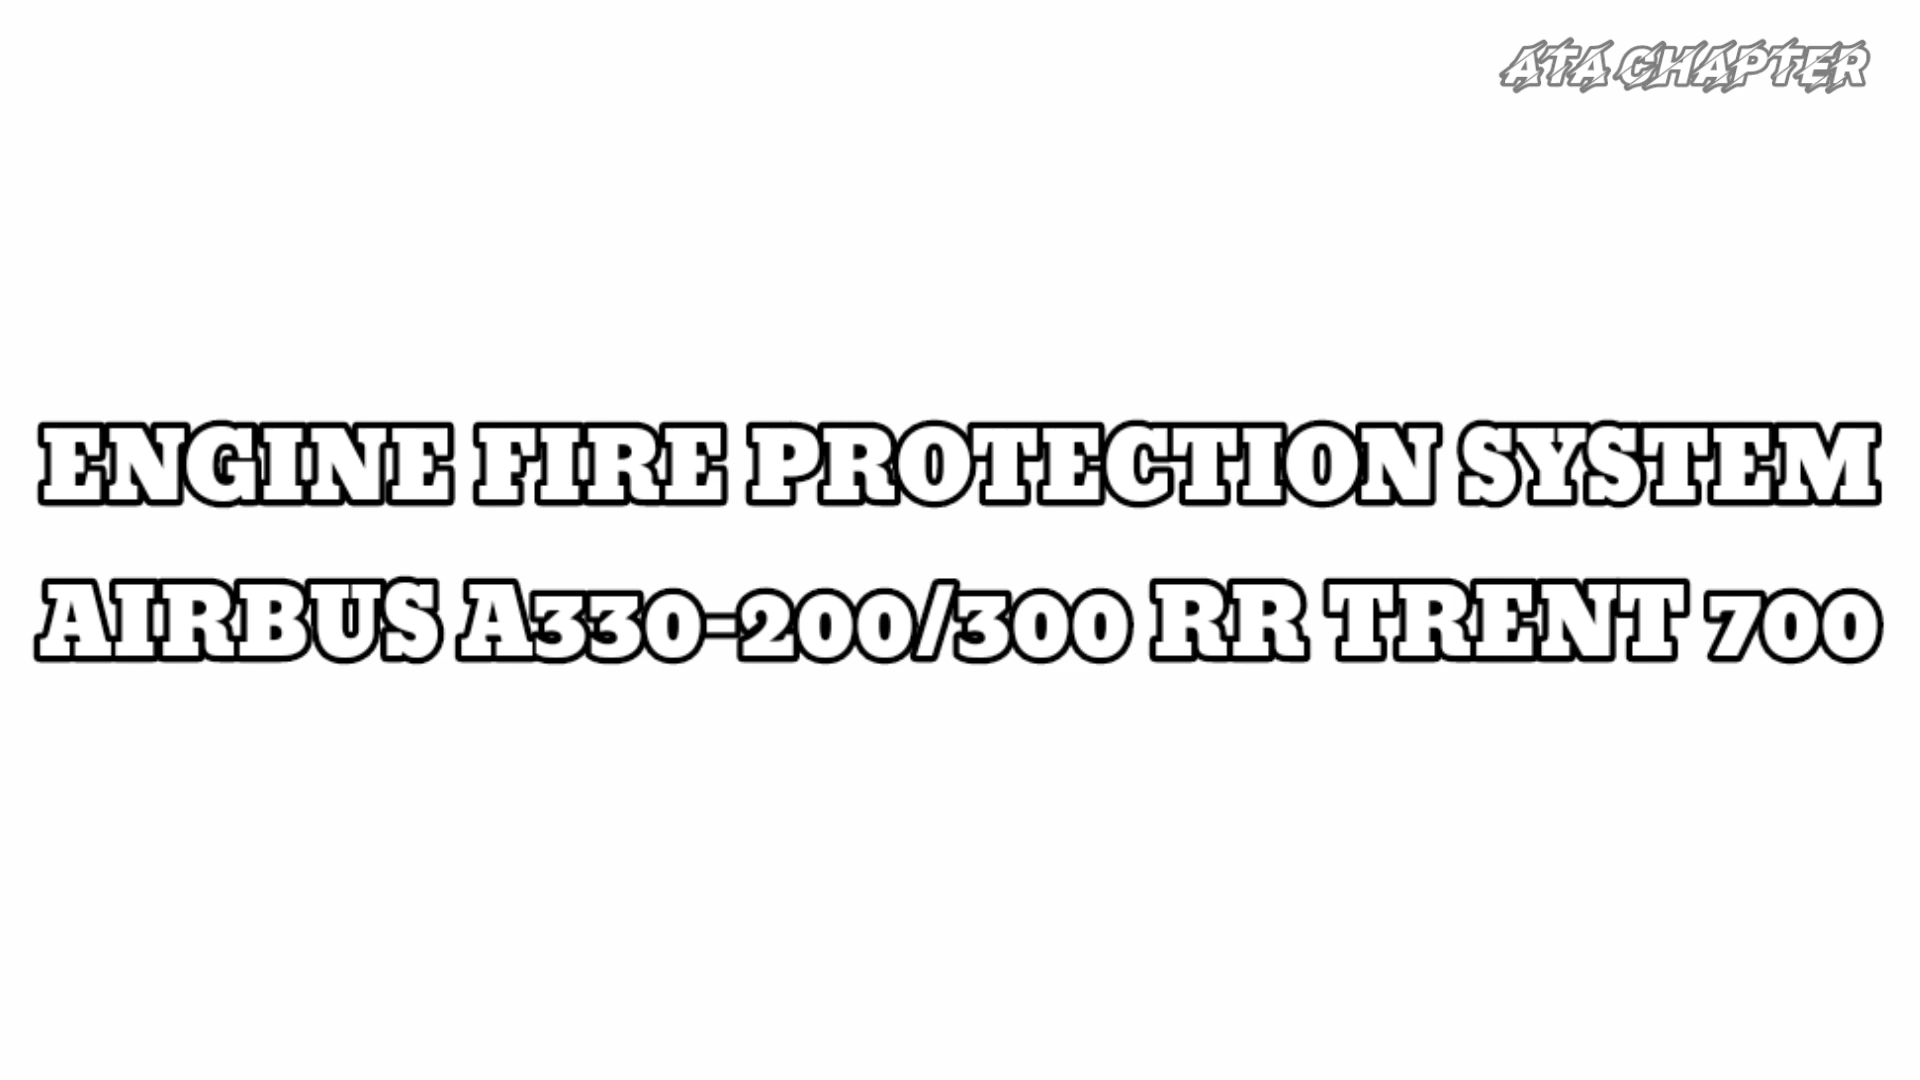 ATA CHAPTER
ENGINE FIRE PROTECTION SYSTEM
AIRBUS A330-200/300 RR TRENT 700